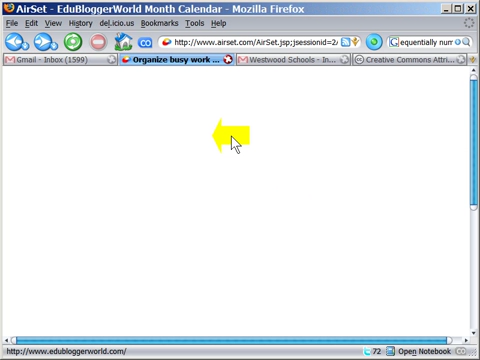 AirSet - EduBloggerWorld Month Calendar - Mozilla Firefox
File Edit View History del.icio.us Bookmarks Tools Help
http://www.airset.com/AirSet.jsp;jsessionid=2 equentially num
Gmail - Inbox (1599) Organize busy work ... Westwood Schools - In... Creative Commons Attri...
http://www.edubloggerworld.com/ 72 Open Notebook